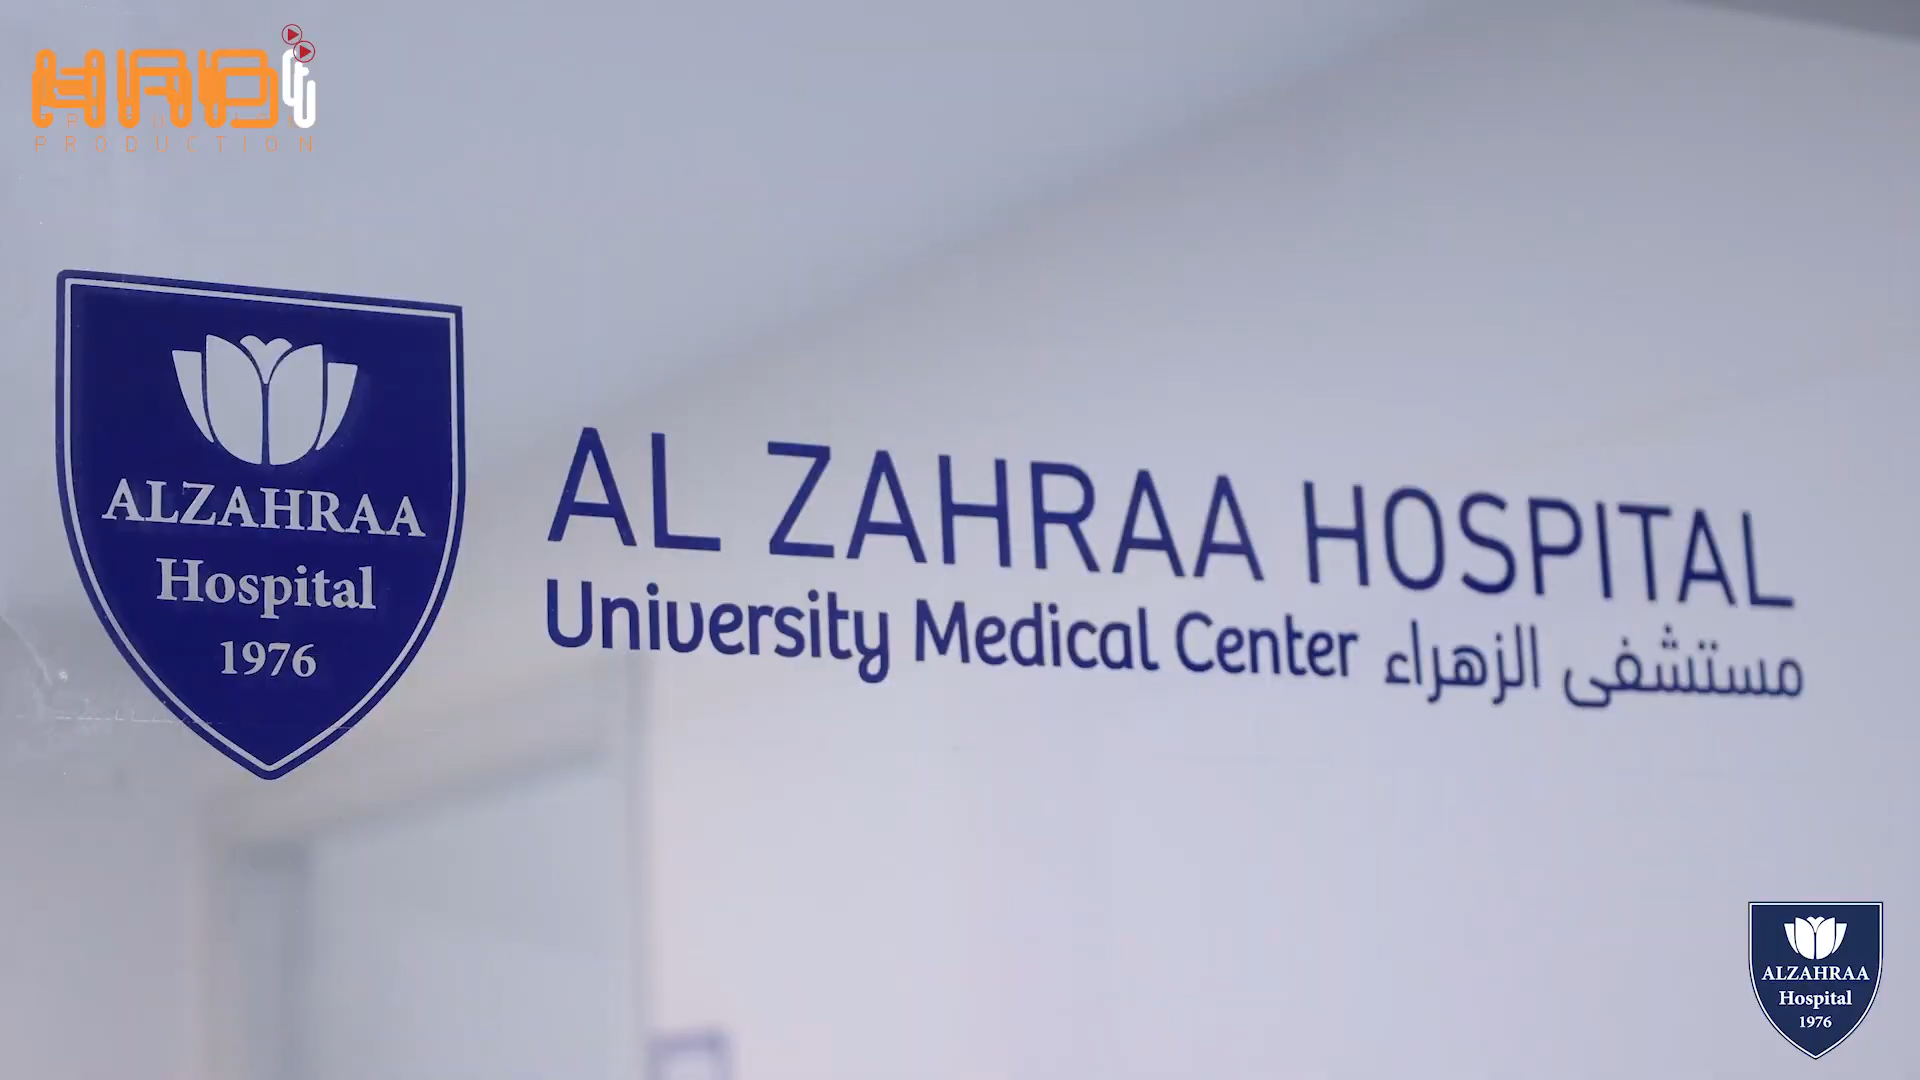 PRODUCTION
ALZAHRAA
Hospital
1976
AL ZAHRAA HOSPITAL
University Medical Center مستشفى الزهراء
ALZAHRAA
Hospital
1976